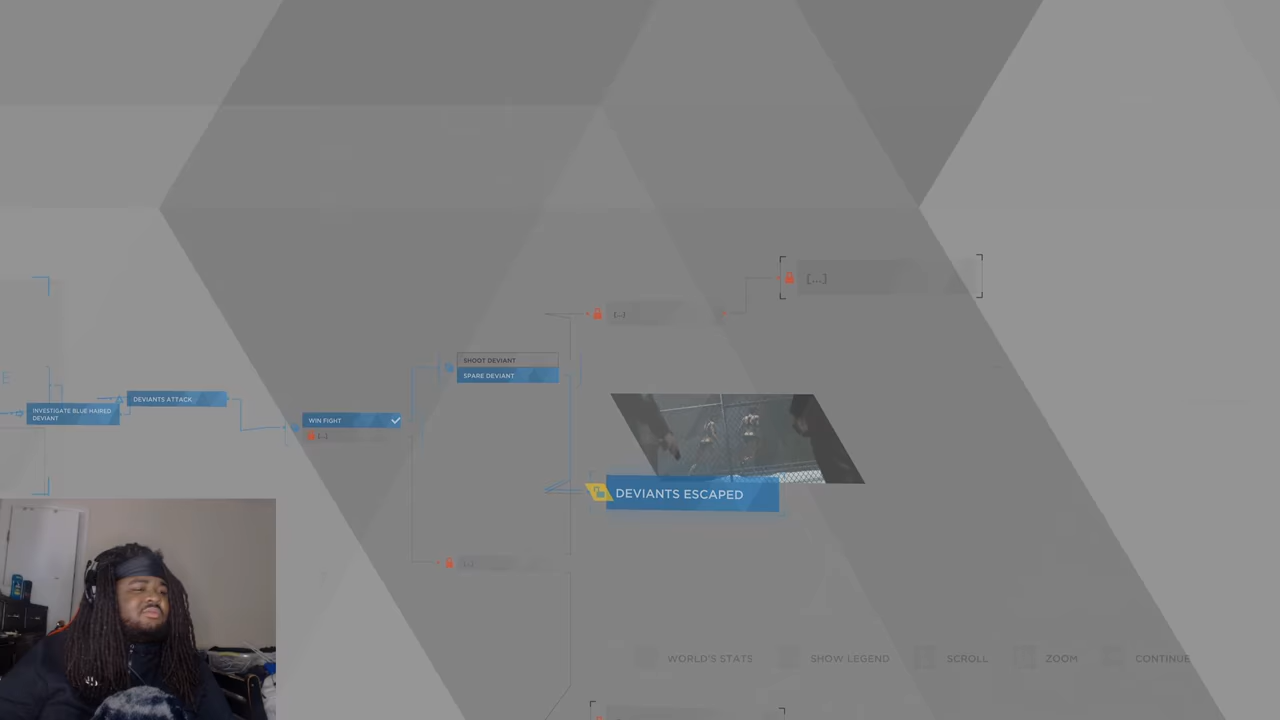 [...]
[...]
SHOOT DEVIANT
SPARE DEVIANT
E
DEVIANTS ATTACK
INVESTIGATE BLUE HAIRED
DEVIANT
WIN FIGHT
[...]
DEVIANTS ESCAPED
[...]
WORLD'S STATS
SHOW LEGEND
SCROLL
ZOOM
CONTINUE